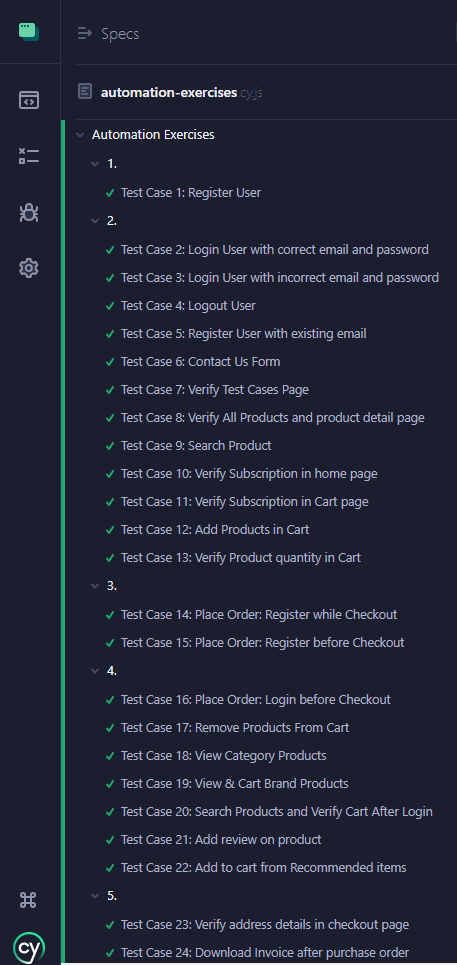 Specs
automation-exercises.cy.js
Automation Exercises
1.
Test Case 1: Register User
2.
Test Case 2: Login User with correct email and password
Test Case 3: Login User with incorrect email and password
Test Case 4: Logout User
Test Case 5: Register User with existing email
Test Case 6: Contact Us Form
Test Case 7: Verify Test Cases Page
Test Case 8: Verify All Products and product detail page
Test Case 9: Search Product
Test Case 10: Verify Subscription in home page
Test Case 11: Verify Subscription in Cart page
Test Case 12: Add Products in Cart
Test Case 13: Verify Product quantity in Cart
3.
Test Case 14: Place Order: Register while Checkout
Test Case 15: Place Order: Register before Checkout
4.
Test Case 16: Place Order: Login before Checkout
Test Case 17: Remove Products From Cart
Test Case 18: View Category Products
Test Case 19: View & Cart Brand Products
Test Case 20: Search Products and Verify Cart After Login
Test Case 21: Add review on product
Test Case 22: Add to cart from Recommended items
5.
Test Case 23: Verify address details in checkout page
Test Case 24: Download Invoice after purchase order
cy